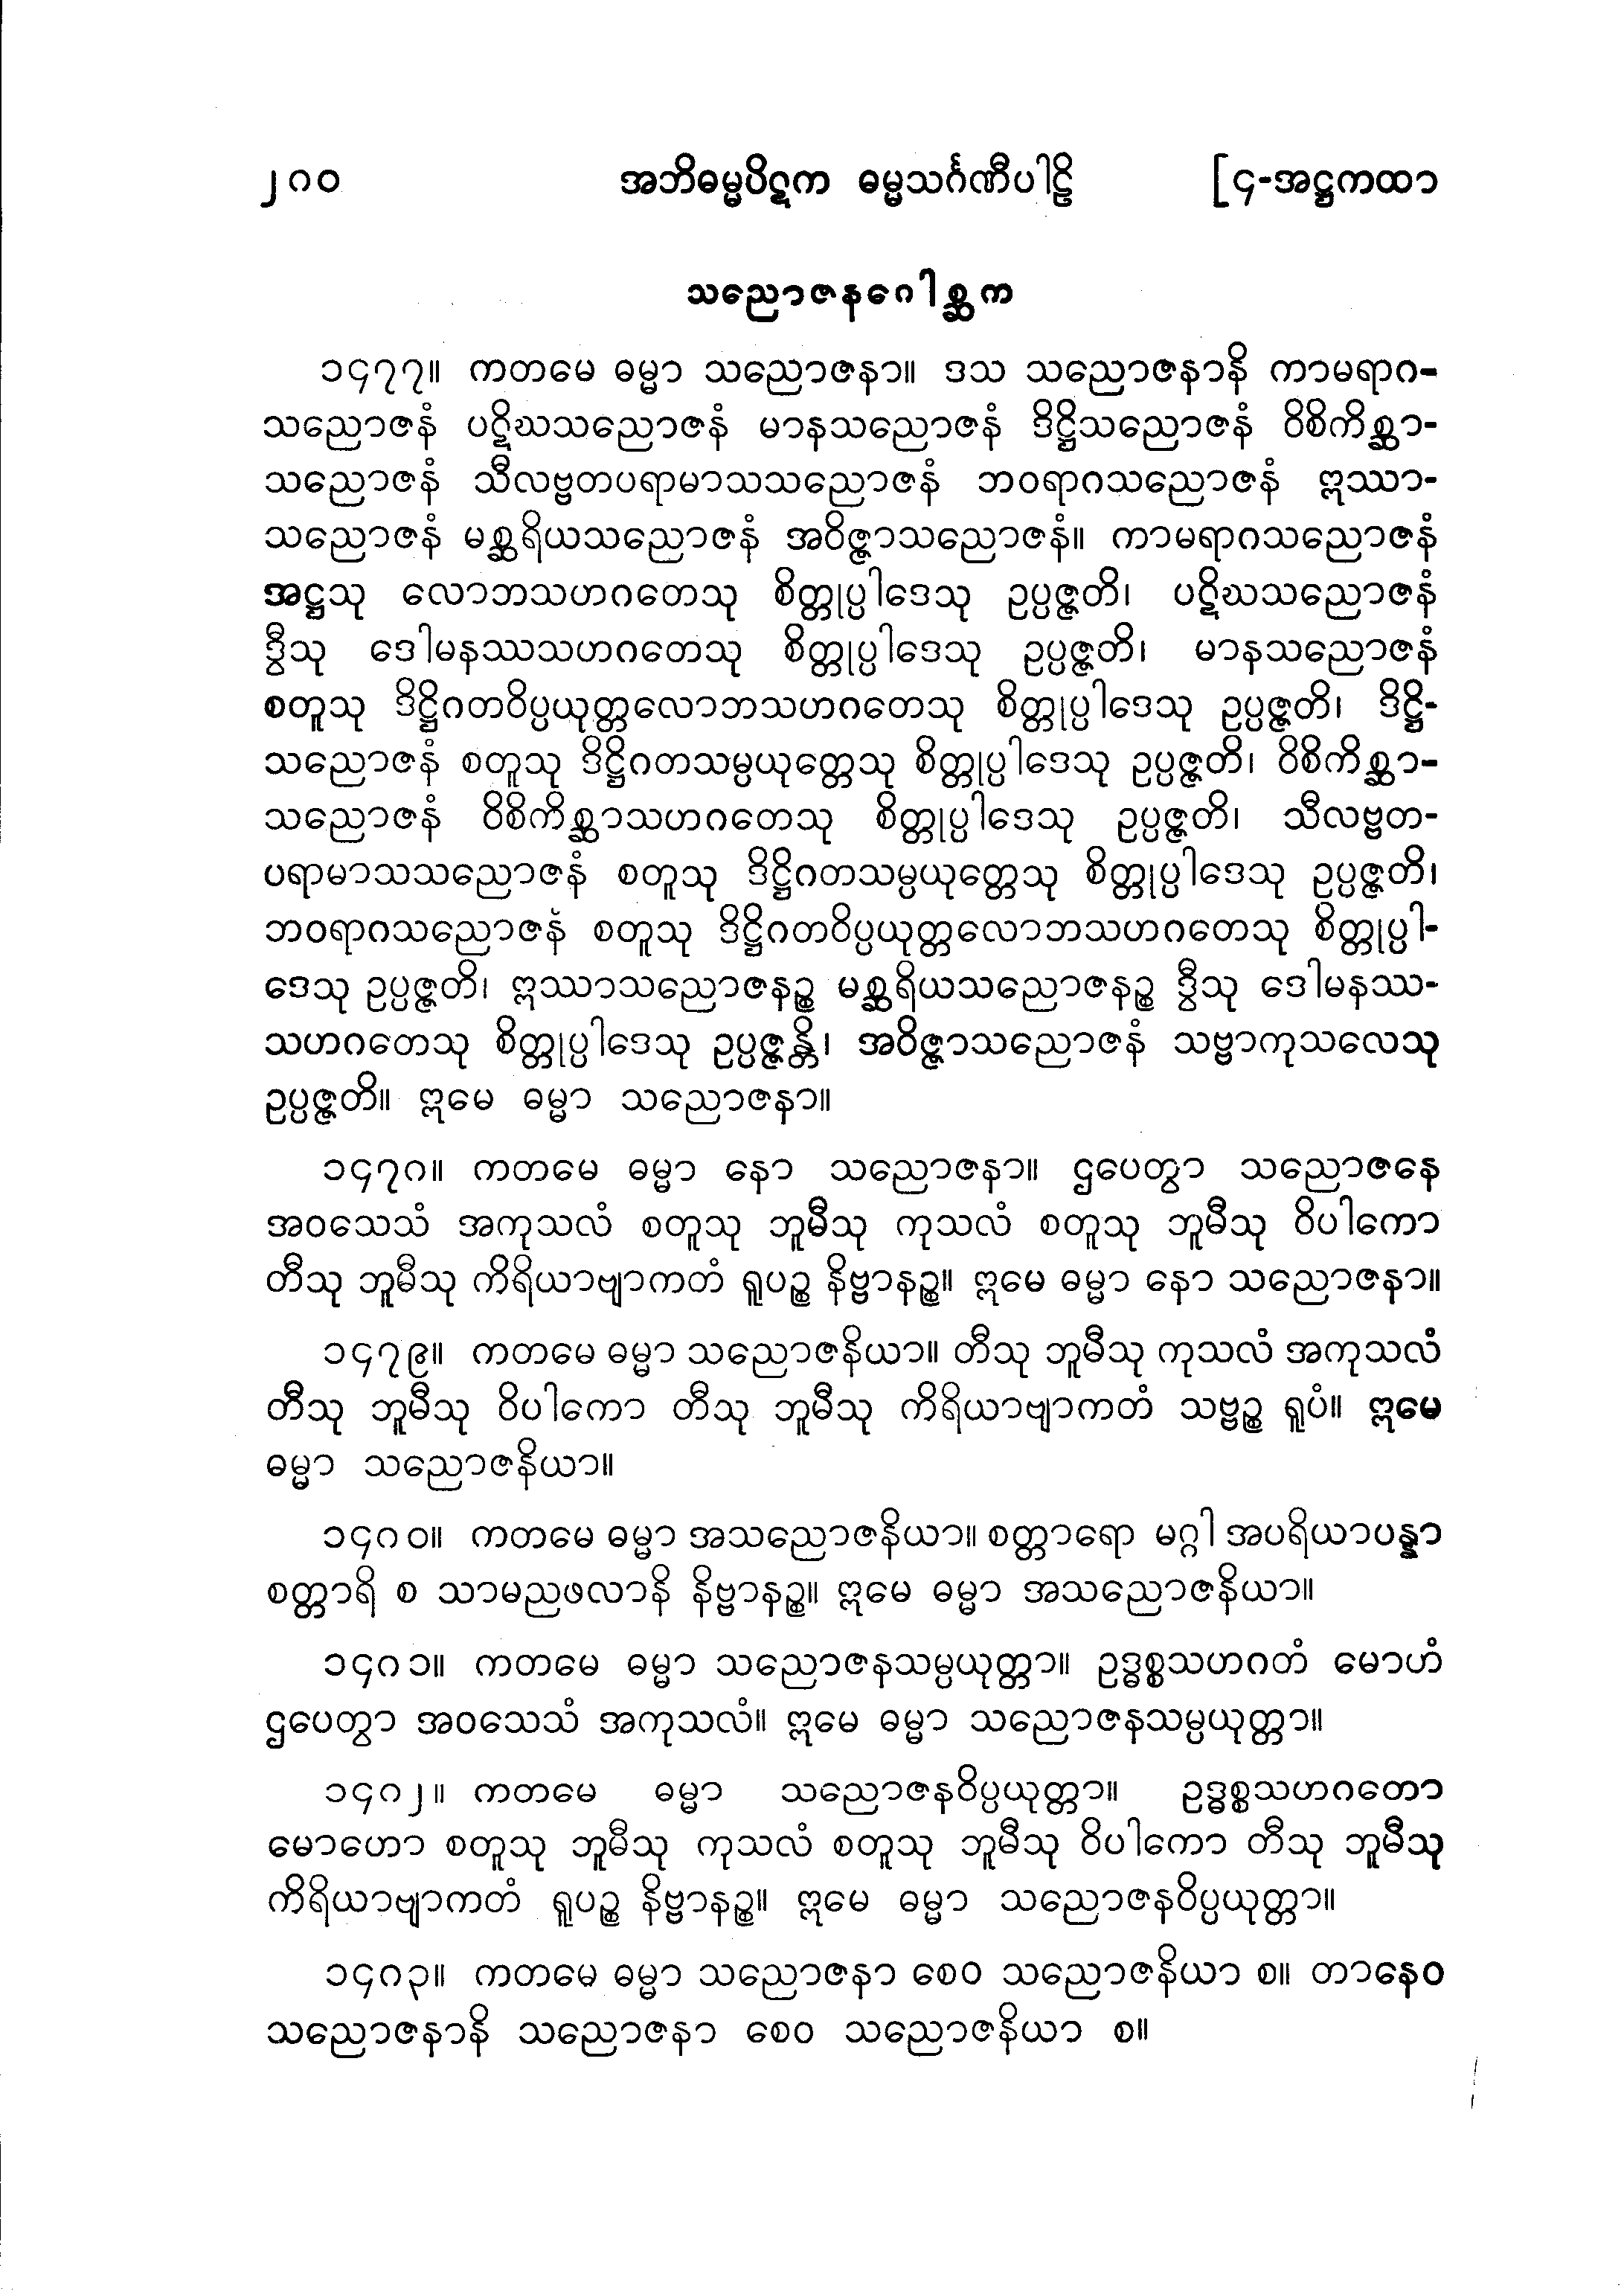 ၂၈၀ အဘိဓမ္မပိဋက ဓမ္မသင်္ဂဏီပါဠိ [၄-အဋ္ဌကထာ
သညောဇနဂေါစ္ဆက
၁၄၇၇။ ကတမေ ဓမ္မာ သညောဇနာ။ ဒသ သညောဇနာနိ ကာမရာဂ-
သညောဇနံ ပဋိဃသညောဇနံ မာနသညောဇနံ ဒိဋ္ဌိသညောဇနံ ဝိစိကိစ္ဆာ-
သညောဇနံ သီလဗ္ဗတပရာမာသသညောဇနံ ဘဝရာဂသညောဇနံ ဣဿာ-
သညောဇနံ မစ္ဆရိယသညောဇနံ အဝိဇ္ဇာသညောဇနံ။ ကာမရာဂသညောဇနံ
အဋ္ဌသု လောဘသဟဂတေသု စိတ္တုပ္ပါဒေသု ဥပ္ပဇ္ဇတိ၊ ပဋိဃသညောဇနံ
ဒွီသု ဒေါမနဿသဟဂတေသု စိတ္တုပ္ပါဒေသု ဥပ္ပဇ္ဇတိ၊ မာနသညောဇနံ
စတူသု ဒိဋ္ဌိဂတဝိပ္ပယုတ္တလောဘသဟဂတေသု စိတ္တုပ္ပါဒေသု ဥပ္ပဇ္ဇတိ၊ ဒိဋ္ဌိ-
သညောဇနံ စတူသု ဒိဋ္ဌိဂတသမ္ပယုတ္တေသု စိတ္တုပ္ပါဒေသု ဥပ္ပဇ္ဇတိ၊ ဝိစိကိစ္ဆာ-
သညောဇနံ ဝိစိကိစ္ဆာသဟဂတေသု စိတ္တုပ္ပါဒေသု ဥပ္ပဇ္ဇတိ၊ သီလဗ္ဗတ-
ပရာမာသသညောဇနံ စတူသု ဒိဋ္ဌိဂတသမ္ပယုတ္တေသု စိတ္တုပ္ပါဒေသု ဥပ္ပဇ္ဇတိ၊
ဘဝရာဂသညောဇနံ စတူသု ဒိဋ္ဌိဂတဝိပ္ပယုတ္တလောဘသဟဂတေသု စိတ္တုပ္ပါ-
ဒေသု ဥပ္ပဇ္ဇတိ၊ ဣဿာသညောဇနဉ္စ မစ္ဆရိယသညောဇနဉ္စ ဒွီသု ဒေါမနဿ-
သဟဂတေသု စိတ္တုပ္ပါဒေသု ဥပ္ပဇ္ဇန္တိ၊ အဝိဇ္ဇာသညောဇနံ သဗ္ဗာကုသလေသု
ဥပ္ပဇ္ဇတိ။ ဣမေ ဓမ္မာ သညောဇနာ။
၁၄၇၈။ ကတမေ ဓမ္မာ နော သညောဇနာ။ ဌပေတွာ သညောဇနေ
အဝသေသံ အကုသလံ စတူသု ဘူမီသု ကုသလံ စတူသု ဘူမီသု ဝိပါကော
တီသု ဘူမီသု ကိရိယာဗျာကတံ ရူပဉ္စ နိဗ္ဗာနဉ္စ။ ဣမေ ဓမ္မာ နော သညောဇနာ။
၁၄၇၉။ ကတမေ ဓမ္မာ သညောဇနိယာ။ တီသု ဘူမီသု ကုသလံ အကုသလံ
တီသု ဘူမီသု ဝိပါကော တီသု ဘူမီသု ကိရိယာဗျာကတံ သဗ္ဗဉ္စ ရူပံ။ ဣမေ
ဓမ္မာ သညောဇနိယာ။
၁၄၈၀။ ကတမေ ဓမ္မာ အသညောဇနိယာ။ စတ္တာရော မဂ္ဂါ အပရိယာပန္နာ
စတ္တာရိ စ သာမညဖလာနိ နိဗ္ဗာနဉ္စ။ ဣမေ ဓမ္မာ အသညောဇနိယာ။
၁၄၈၁။ ကတမေ ဓမ္မာ သညောဇနသမ္ပယုတ္တာ။ ဥဒ္ဓစ္စသဟဂတံ မောဟံ
ဌပေတွာ အဝသေသံ အကုသလံ။ ဣမေ ဓမ္မာ သညောဇနသမ္ပယုတ္တာ။
၁၄၈၂။ ကတမေ ဓမ္မာ သညောဇနဝိပ္ပယုတ္တာ။ ဥဒ္ဓစ္စသဟဂတော
မောဟော စတူသု ဘူမီသု ကုသလံ စတူသု ဘူမီသု ဝိပါကော တီသု ဘူမီသု
ကိရိယာဗျာကတံ ရူပဉ္စ နိဗ္ဗာနဉ္စ။ ဣမေ ဓမ္မာ သညောဇနဝိပ္ပယုတ္တာ။
၁၄၈၃။ ကတမေ ဓမ္မာ သညောဇနာ စေဝ သညောဇနိယာ စ။ တာနေဝ
သညောဇနာနိ သညောဇနာ စေဝ သညောဇနိယာ စ။